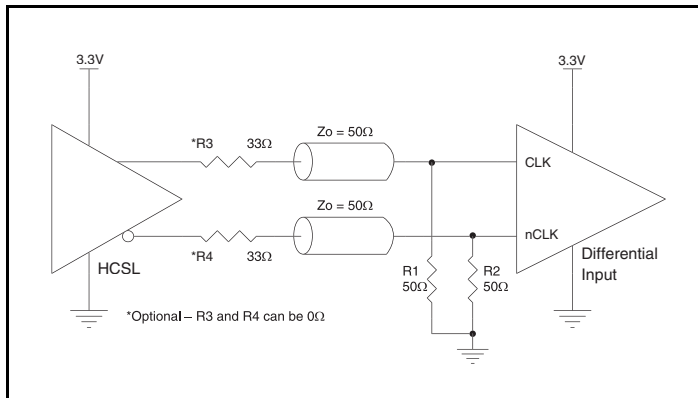 3.3V
3.3V
*R3
33Ω
Zo = 50Ω
CLK
Zo = 50Ω
*R4
33Ω
nCLK
HCSL
R1
50Ω
R2
50Ω
Differential
Input
*Optional – R3 and R4 can be 0Ω